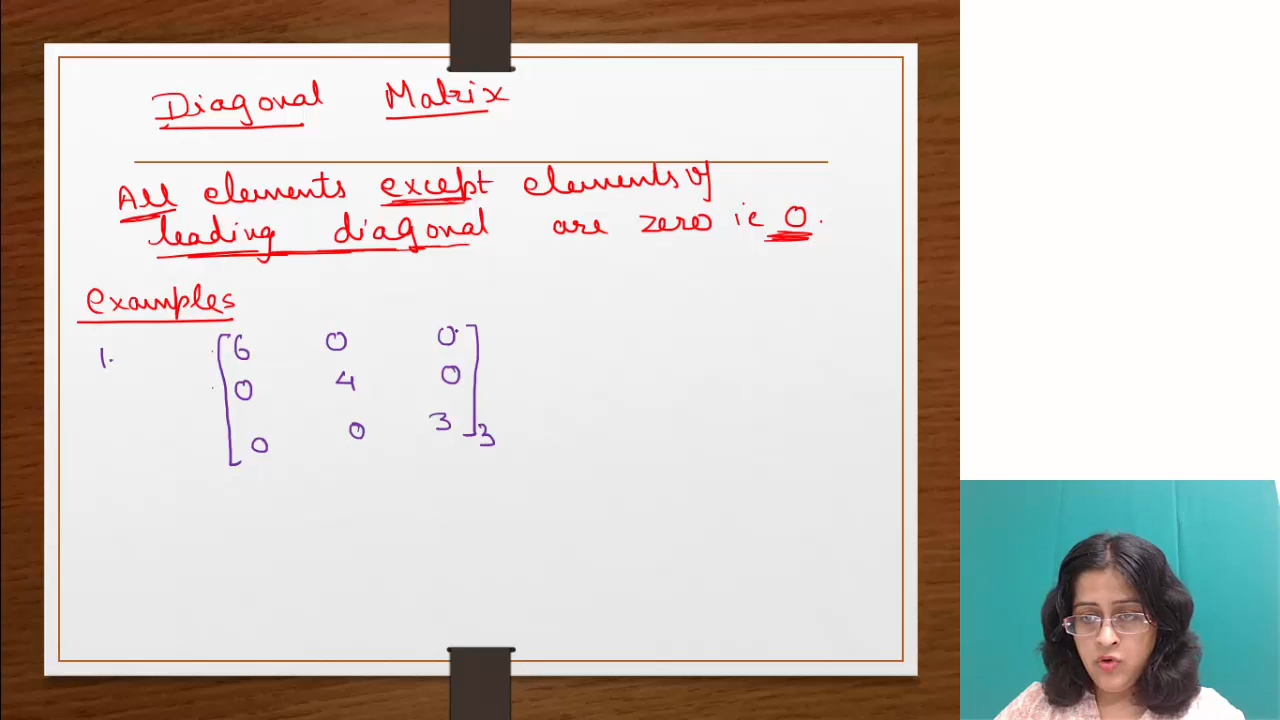 Diagonal Matrix
All elements except elements of
leading diagonal are zero ie 0.
examples
1. [6 0 0
0 4 0
0 0 3]3